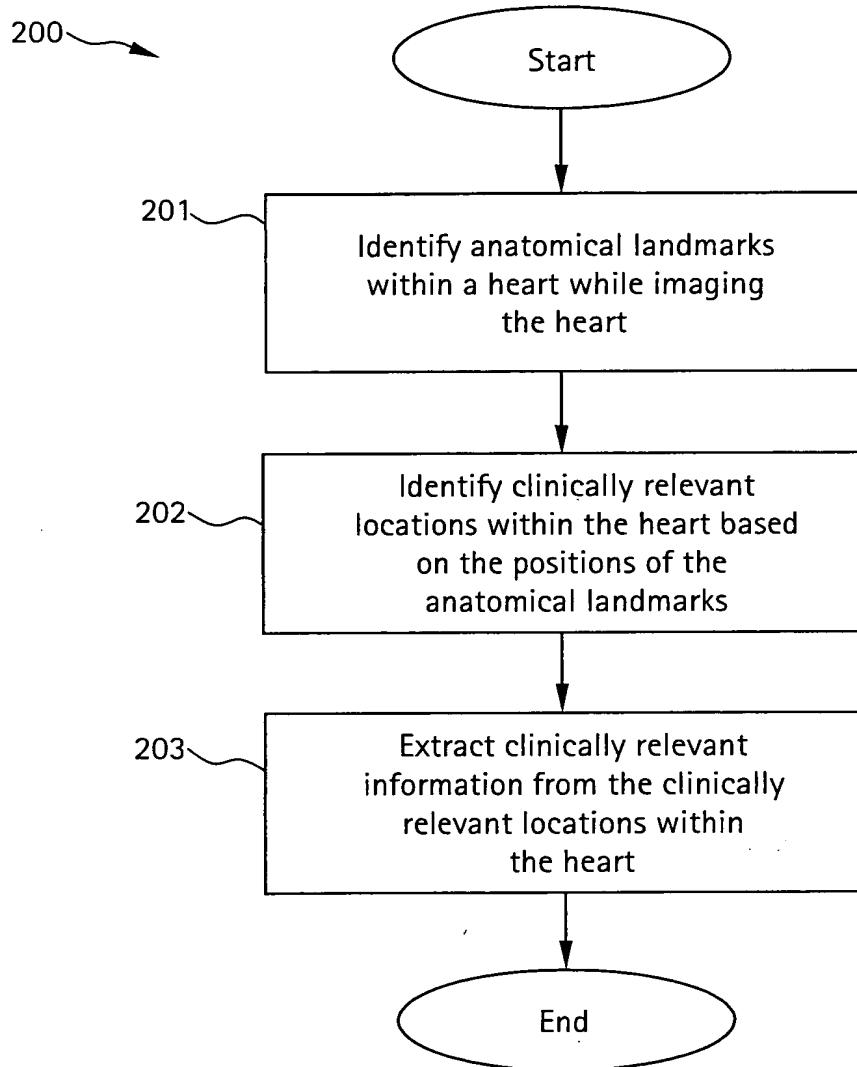 200
Start
201
Identify anatomical landmarks
within a heart while imaging
the heart
202
Identify clinically relevant
locations within the heart based
on the positions of the
anatomical landmarks
203
Extract clinically relevant
information from the clinically
relevant locations within
the heart
End